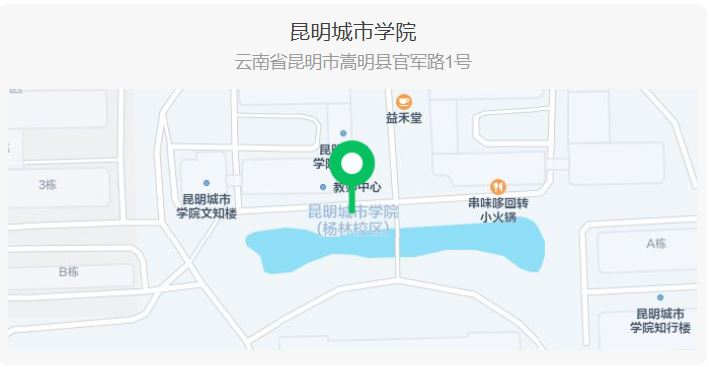 昆明城市学院
云南省昆明市嵩明县官军路1号
益禾堂
3栋
昆明城市
学院文知楼
教师中心
串味哆回转
小火锅
昆明城市学院
（杨林校区）
A栋
B栋
昆明城市
学院知行楼